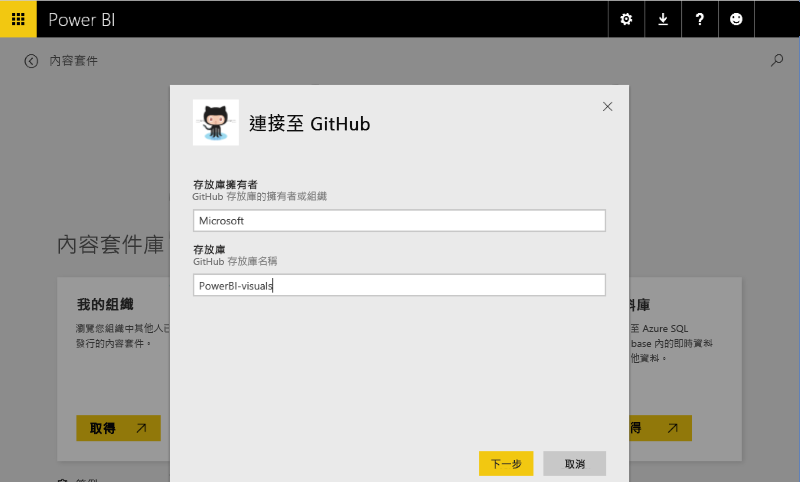 Power BI
?
內容套件
連接至 GitHub
存放庫擁有者
GitHub 存放庫的擁有者或組織
Microsoft
存放庫
GitHub 存放庫名稱
PowerBI-visuals
下一步
取消
內容套件庫
我的組織
瀏覽您組織中其他人已
發行的內容套件。
取得
料庫
至 Azure SQL
base 內的即時資料
他資料。
得